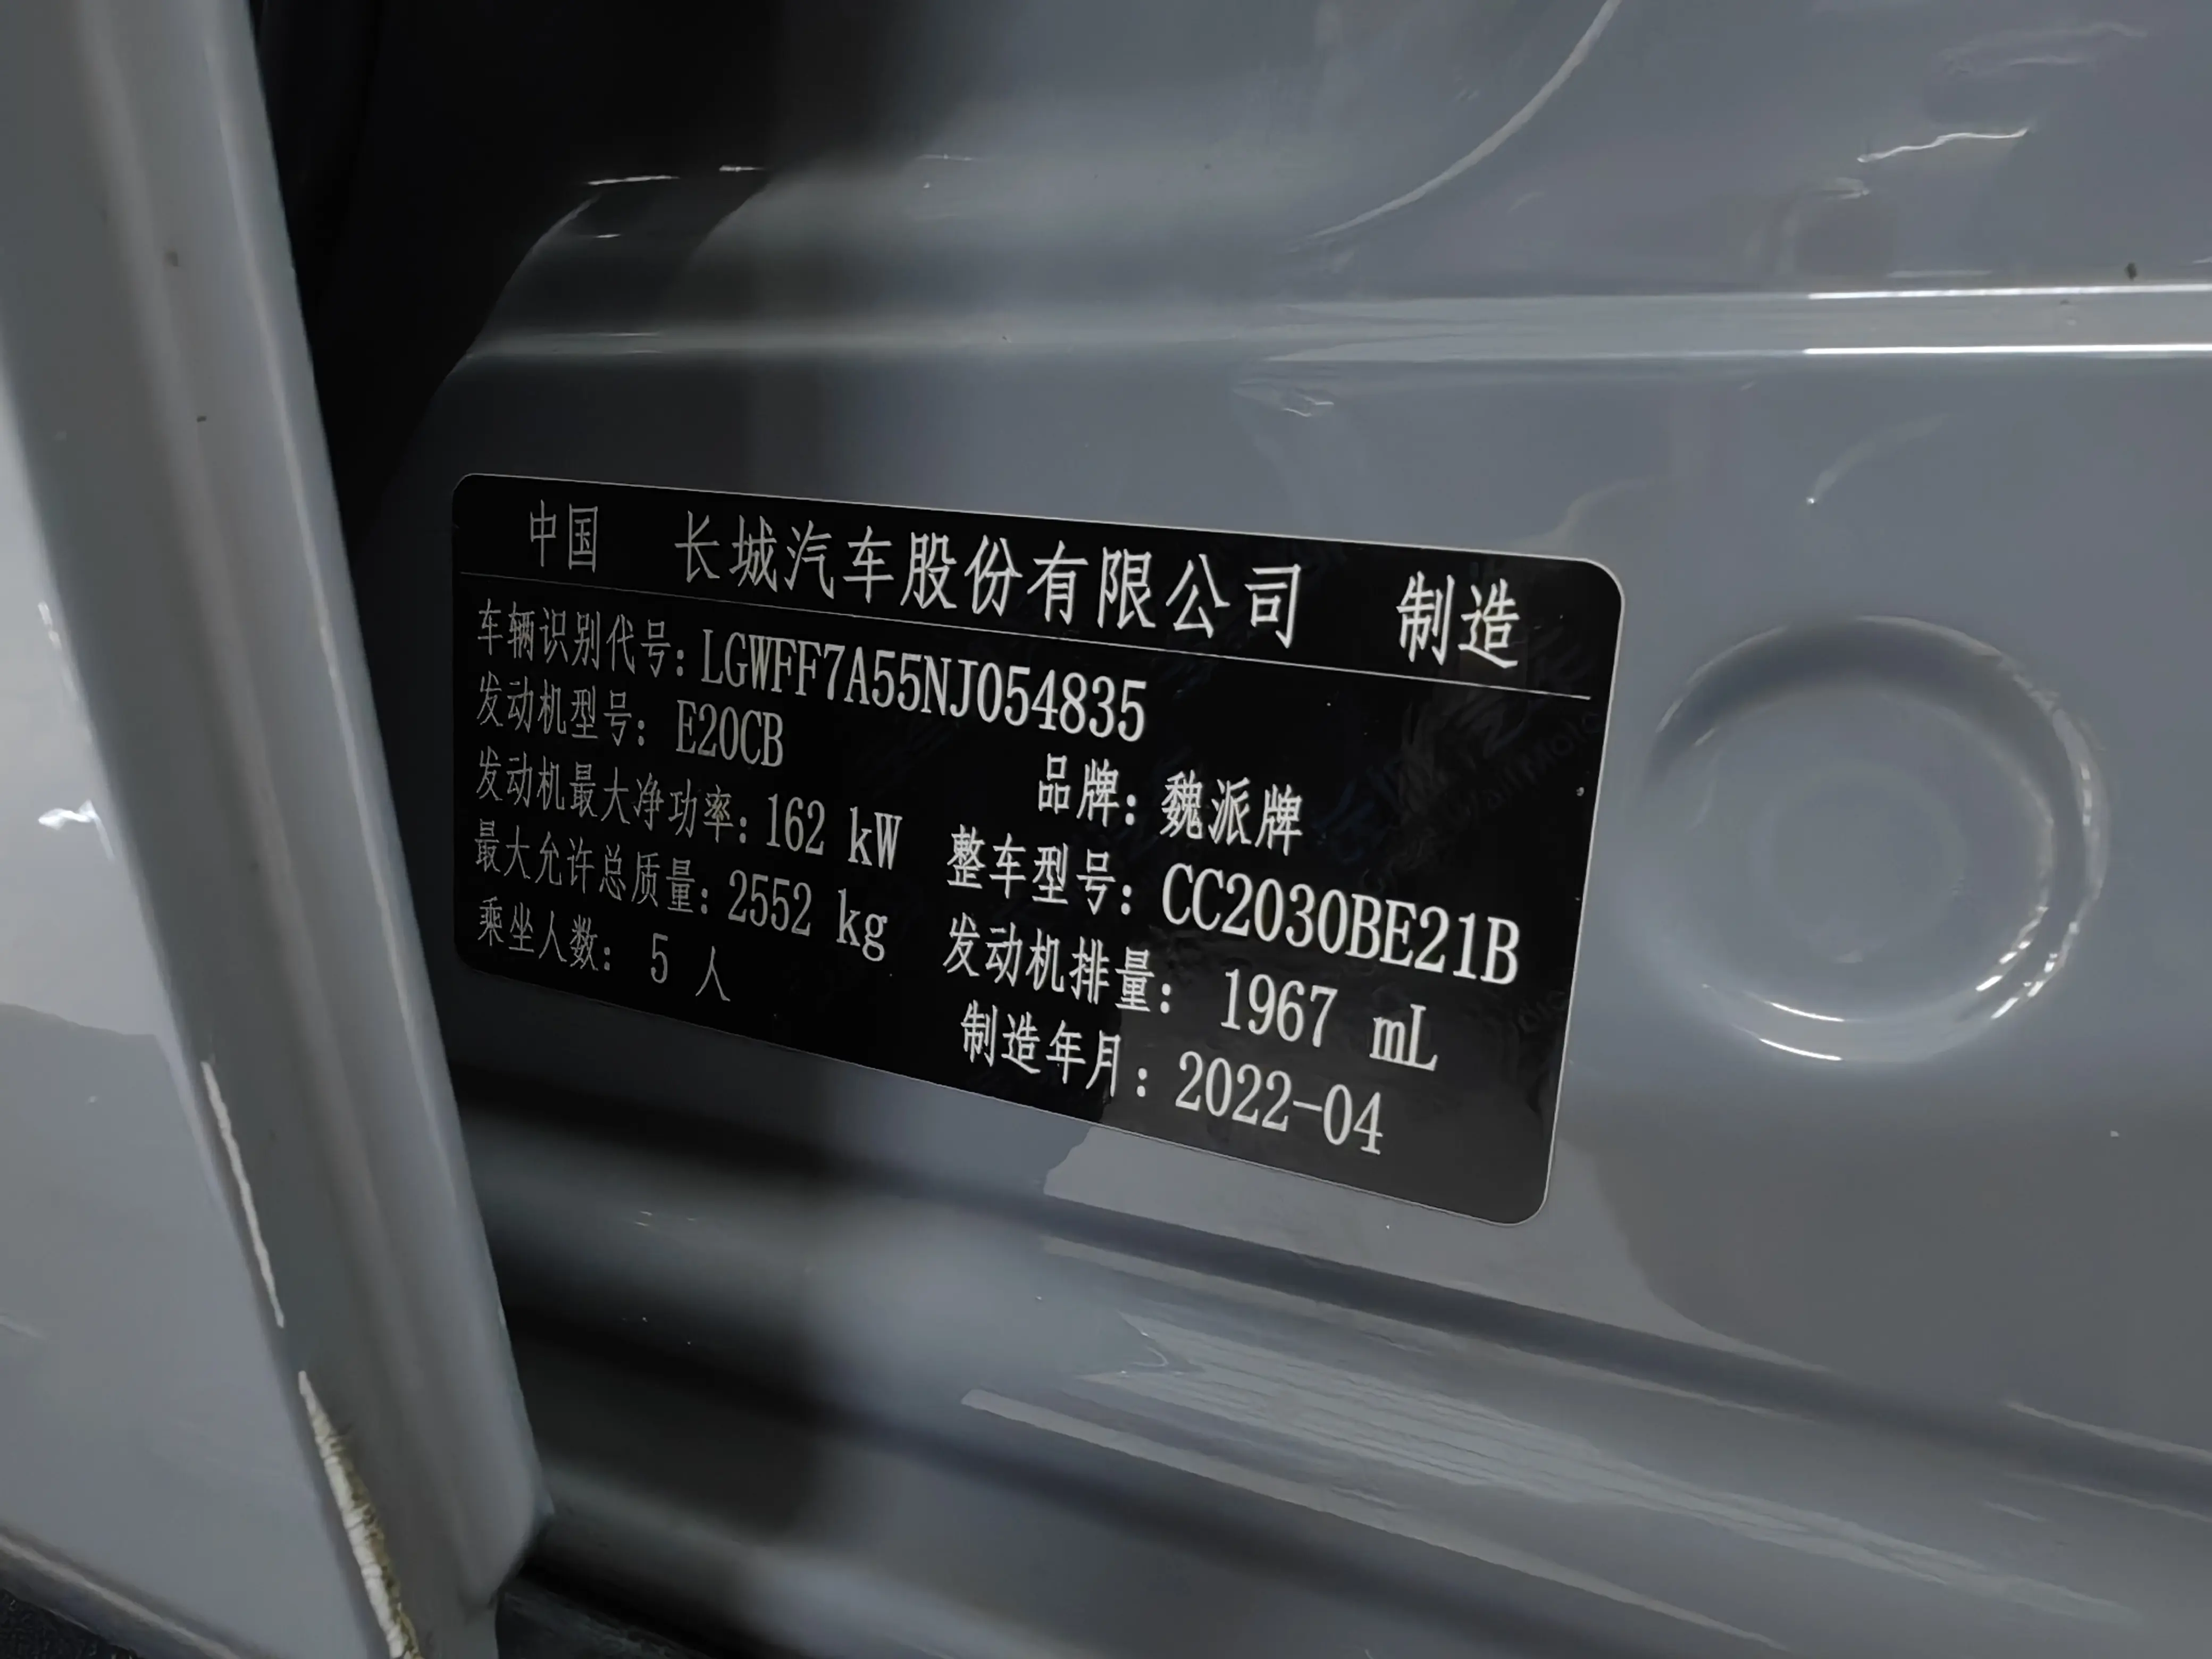 中国 长城汽车股份有限公司 制造
车辆识别代号: LGWFF7A55NJ054835
发动机型号: E20CB 品牌: 魏派牌
发动机最大净功率: 162 kW 整车型号: CC2030BE21B
最大允许总质量: 2552 kg 发动机排量: 1967 mL
乘坐人数: 5 人 制造年月: 2022-04